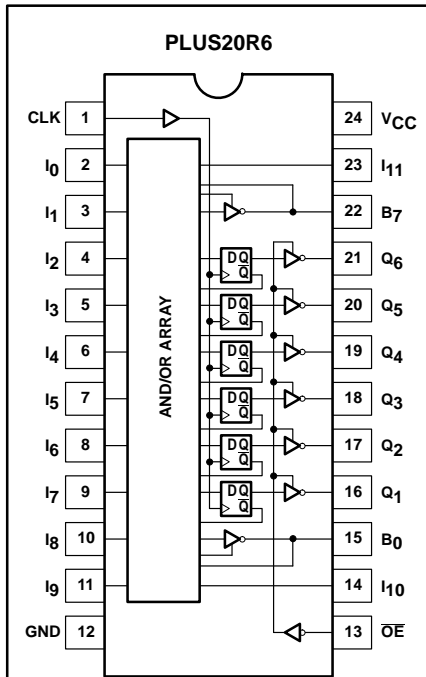 PLUS20R6
CLK 1 24 VCC
I0 2 23 I11
I1 3 22 B7
I2 4 D Q Q 21 Q6
I3 5 D Q Q 20 Q5
I4 6 D Q Q 19 Q4
I5 7 D Q Q 18 Q3
I6 8 D Q Q 17 Q2
I7 9 D Q Q 16 Q1
I8 10 15 B0
I9 11 14 I10
GND 12 13 OE
AND/OR ARRAY